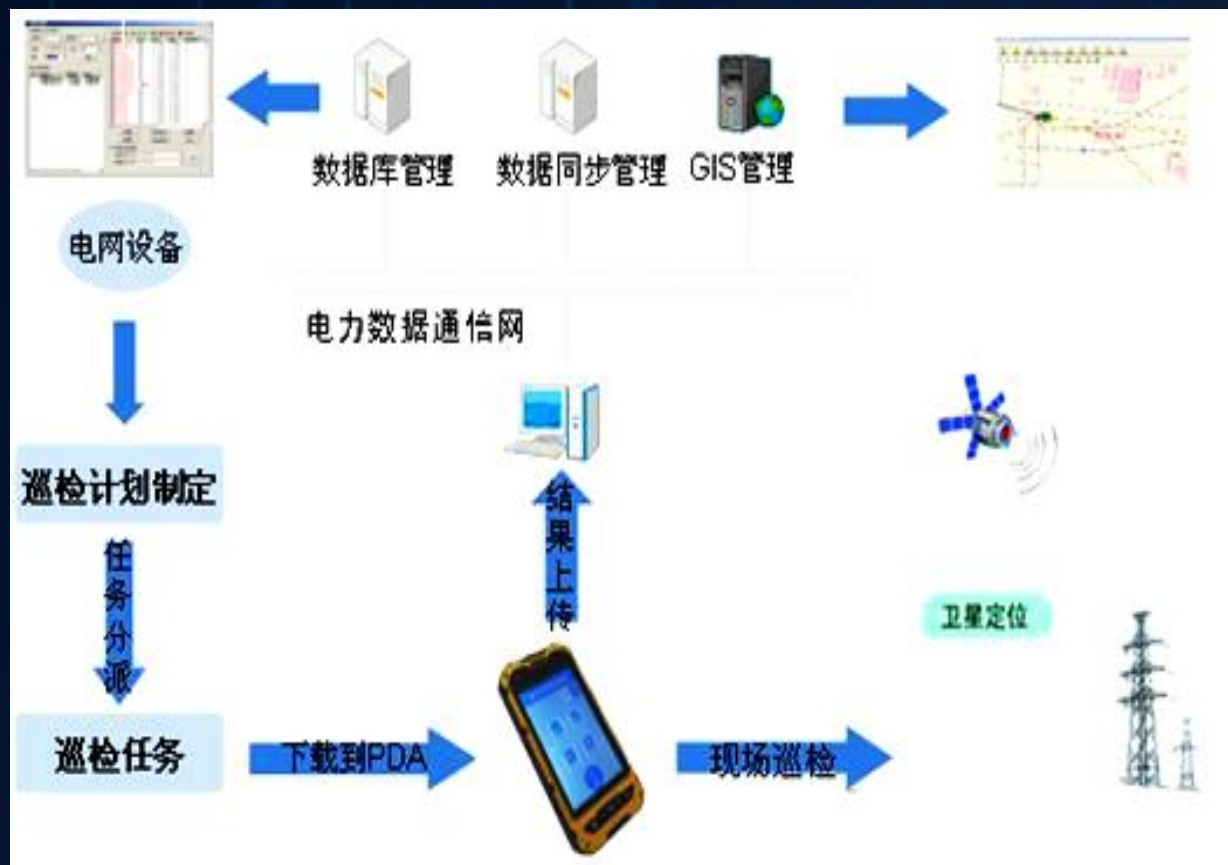 数据库管理
数据同步管理
GIS管理
电网设备
电力数据通信网
巡检计划制定
任务分派
结果上传
卫星定位
巡检任务
下载到PDA
现场巡检